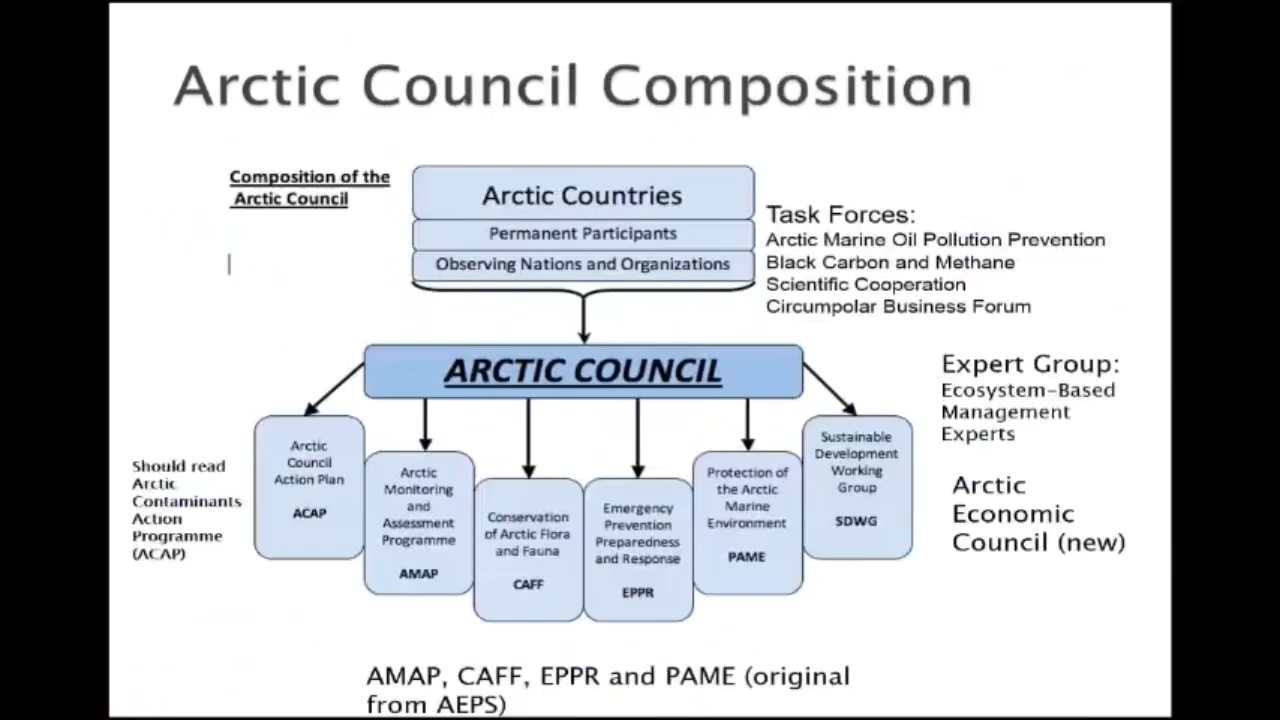 Arctic Council Composition
Composition of the
Arctic Council
Arctic Countries
Permanent Participants
Observing Nations and Organizations
Task Forces:
Arctic Marine Oil Pollution Prevention
Black Carbon and Methane
Scientific Cooperation
Circumpolar Business Forum
ARCTIC COUNCIL
Expert Group:
Ecosystem-Based
Management
Experts
Arctic
Economic
Council (new)
Should read
Arctic
Contaminants
Action
Programme
(ACAP)
Arctic
Council
Action Plan
ACAP
Arctic
Monitoring
and
Assessment
Programme
AMAP
Conservation
of Arctic Flora
and Fauna
CAFF
Emergency
Prevention
Preparedness
and Response
EPPR
Protection of
the Arctic
Marine
Environment
PAME
Sustainable
Development
Working
Group
SDWG
AMAP, CAFF, EPPR and PAME (original
from AEPS)